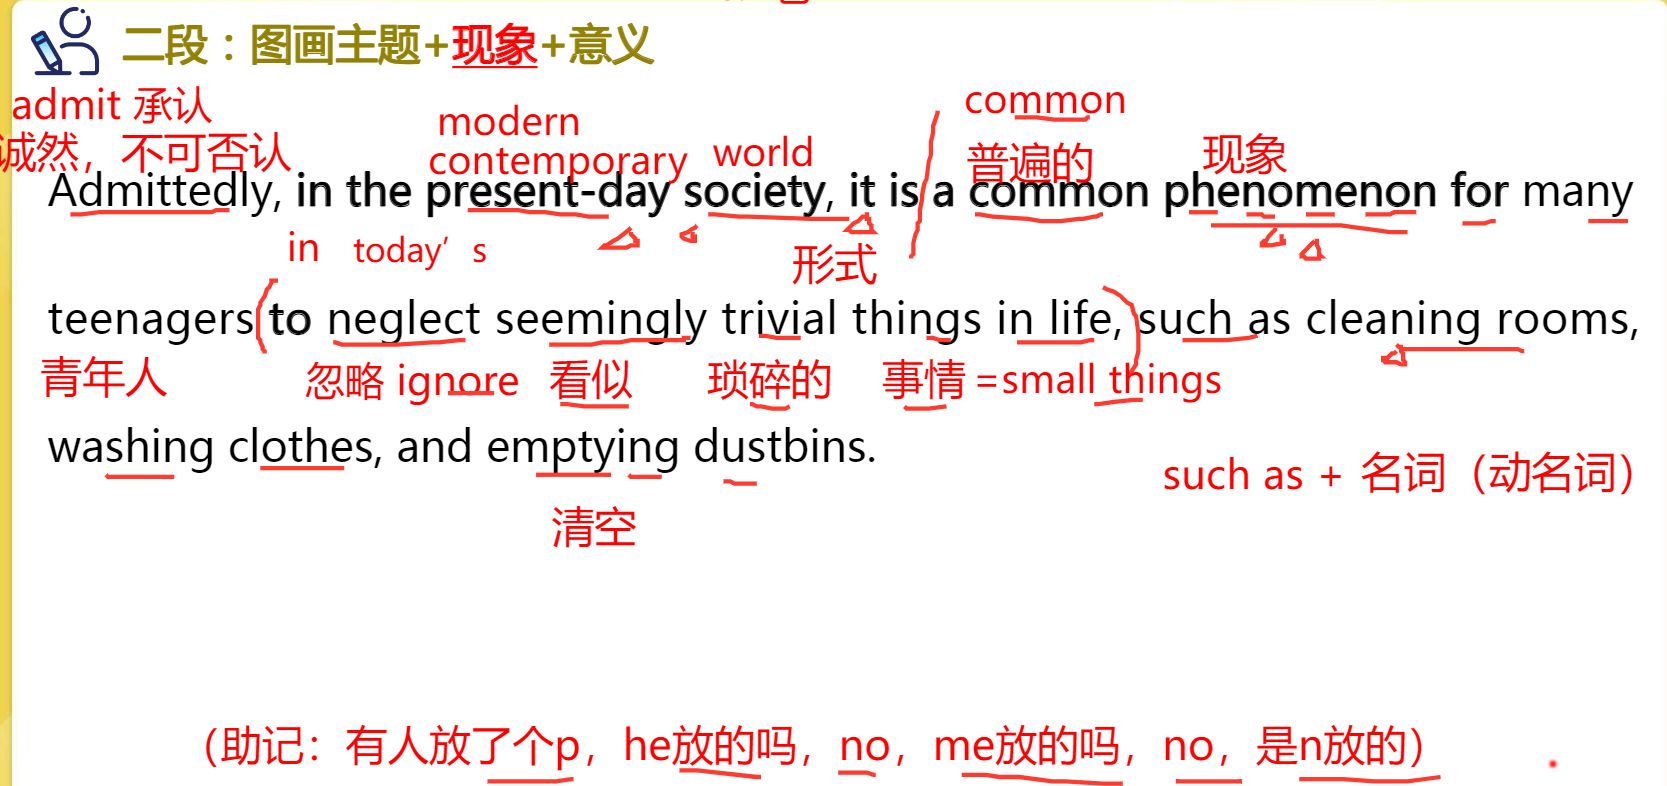 二段：图画主题+现象+意义
admit 承认
诚然，不可否认
modern
contemporary
world
common
普遍的
现象
Admittedly, in the present-day society, it is a common phenomenon for many
in today's
形式
teenagers to neglect seemingly trivial things in life, such as cleaning rooms,
青年人 忽略 ignore 看似 琐碎的 事情 =small things
washing clothes, and emptying dustbins.
such as + 名词（动名词）
清空
（助记：有人放了个p，he放的吗，no，me放的吗，no，是n放的）